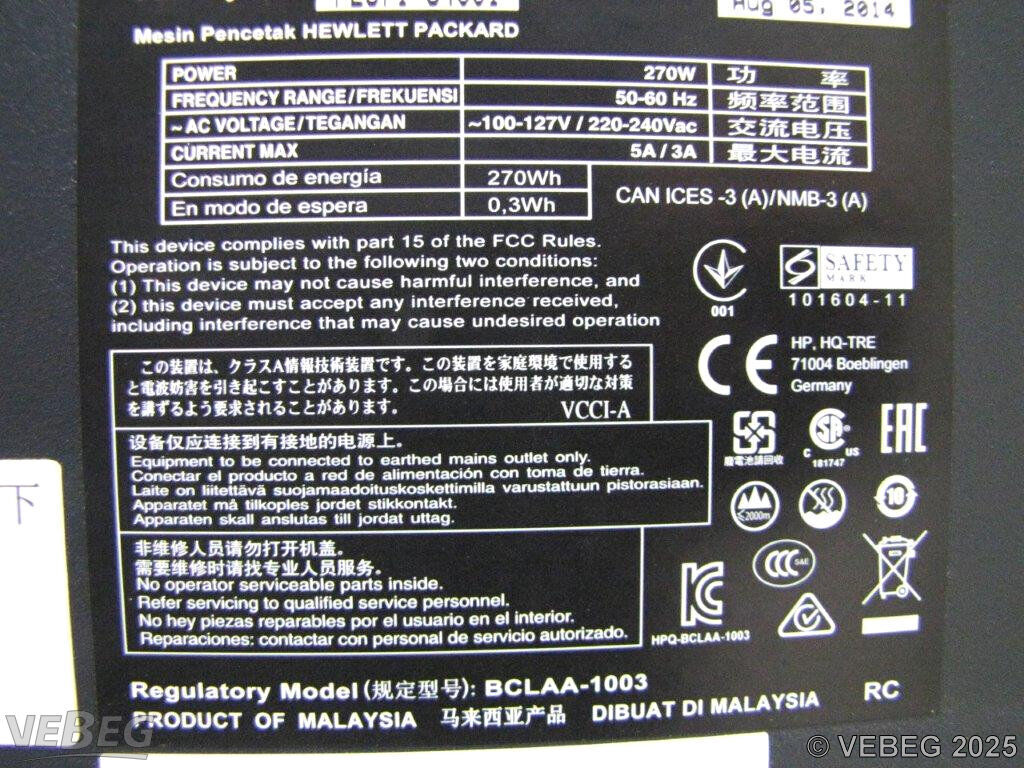 Aug 05, 2014
Mesin Pencetak HEWLETT PACKARD
POWER 270W 功 率
FREQUENCY RANGE/FREKUENSI 50-60 Hz 频率范围
~ AC VOLTAGE/TEGANGAN ~100-127V / 220-240Vac 交流电压
CURRENT MAX 5A / 3A 最大电流
Consumo de energía 270Wh
En modo de espera 0,3Wh
CAN ICES -3 (A)/NMB-3 (A)
This device complies with part 15 of the FCC Rules.
Operation is subject to the following two conditions:
(1) This device may not cause harmful interference, and
(2) this device must accept any interference received,
including interference that may cause undesired operation
001
S SAFETY
MARK
101604-11
この装置は、クラスA情報技術装置です。この装置を家庭環境で使用する
と電波妨害を引き起こすことがあります。この場合には使用者が適切な対策
を講ずるよう要求されることがあります。
VCCI-A
CE
HP, HQ-TRE
71004 Boeblingen
Germany
设备仅应连接到有接地的电源上。
Equipment to be connected to earthed mains outlet only.
Conectar el producto a red de alimentación con toma de tierra.
Laite on liitettävä suojamaadoituskoskettimilla varustattuun pistorasiaan.
Apparatet må tilkoples jordet stikkontakt.
Apparaten skall anslutas till jordat uttag.
廢電池請回收
C SA US
181747
EAC
≤2000m
10
非维修人员请勿打开机盖。
需要维修时请找专业人员服务。
No operator serviceable parts inside.
Refer servicing to qualified service personnel.
No hey piezas reparables por el usuario en el interior.
Reparaciones: contactar con personal de servicio autorizado.
CCC S&E
HPQ-BCLAA-1003
Regulatory Model (规定型号): BCLAA-1003
PRODUCT OF MALAYSIA 马来西亚产品 DIBUAT DI MALAYSIA RC
下
VEBEG
© VEBEG 2025